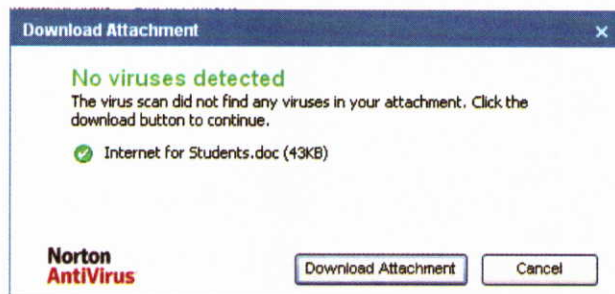 Download Attachment
No viruses detected
The virus scan did not find any viruses in your attachment. Click the
download button to continue.
Internet for Students.doc (43KB)
Norton
AntiVirus
Download Attachment
Cancel